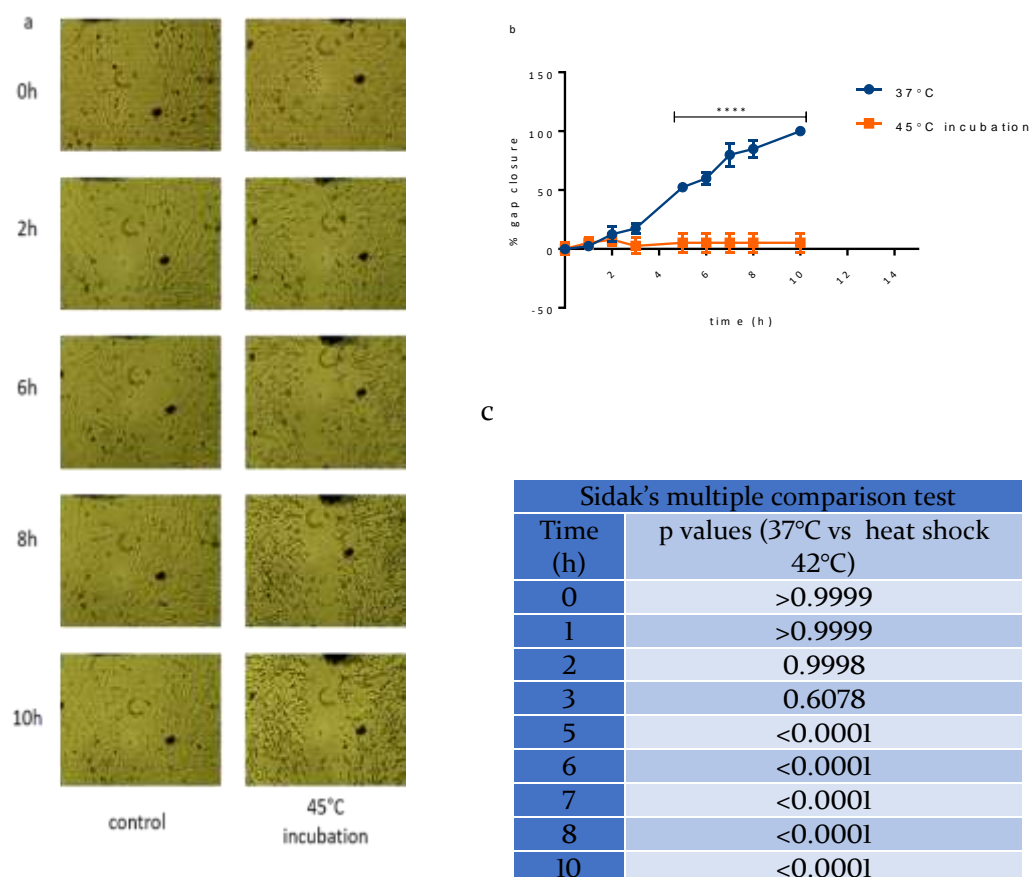 a
0h
2h
6h
8h
10h
control
45°C
incubation
b
150
100
50
0
-50
% gap closure
****
2
4
6
8
10
12
14
time (h)
37°C
45°C incubation
c
Sidak's multiple comparison test
Time (h)
p values (37°C vs heat shock 42°C)
0 >0.9999
1 >0.9999
2 0.9998
3 0.6078
5 <0.0001
6 <0.0001
7 <0.0001
8 <0.0001
10 <0.0001